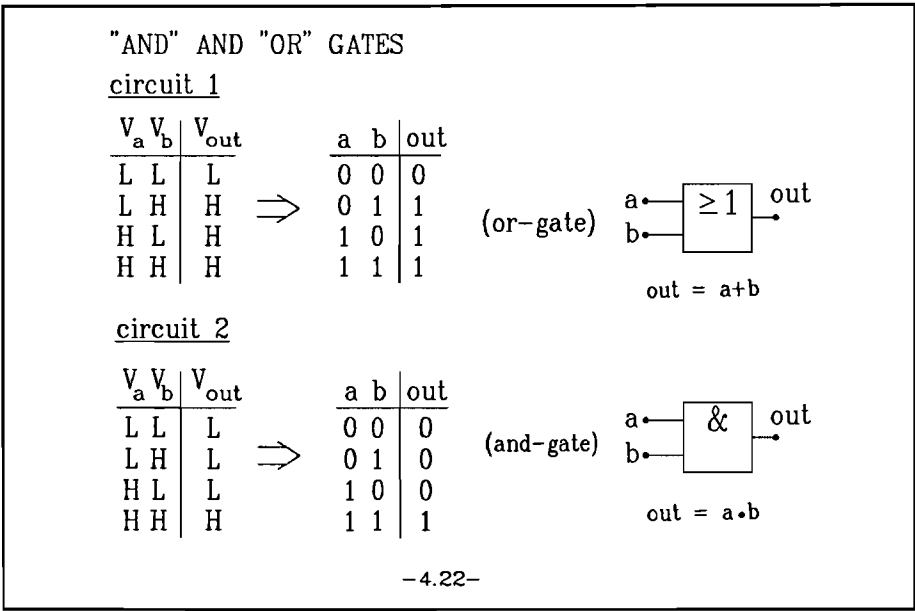 "AND" AND "OR" GATES
circuit 1
Va Vb Vout a b out
L L L 0 0 0
L H H ⇒ 0 1 1
H L H 1 0 1
H H H 1 1 1
(or-gate)
a b ≥1 out
out = a+b
circuit 2
Va Vb Vout a b out
L L L 0 0 0
L H L ⇒ 0 1 0
H L L 1 0 0
H H H 1 1 1
(and-gate)
a b & out
out = a•b
-4.22-